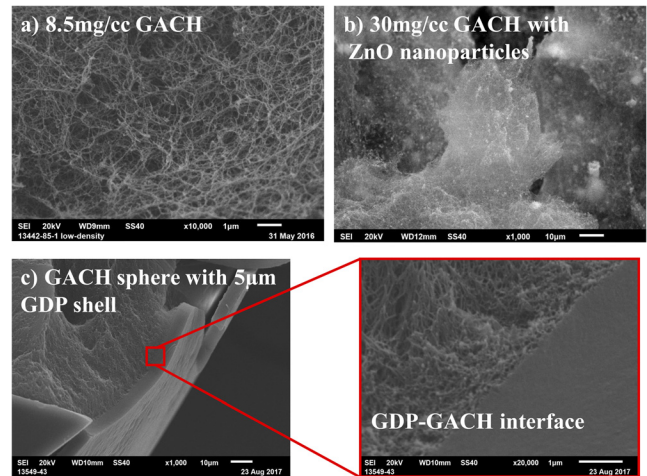 a) 8.5mg/cc GACH
SEI 20kV WD9mm SS40 x10,000 1μm
13442-85-1 low-density 31 May 2016
b) 30mg/cc GACH with
ZnO nanoparticles
SEI 20kV WD12mm SS40 x1,000 10μm
c) GACH sphere with 5μm
GDP shell
SEI 20kV WD10mm SS40 x1,000 10μm
13549-43 23 Aug 2017
GDP-GACH interface
SEI 20kV WD10mm SS40 x20,000 1μm
13549-43 23 Aug 2017